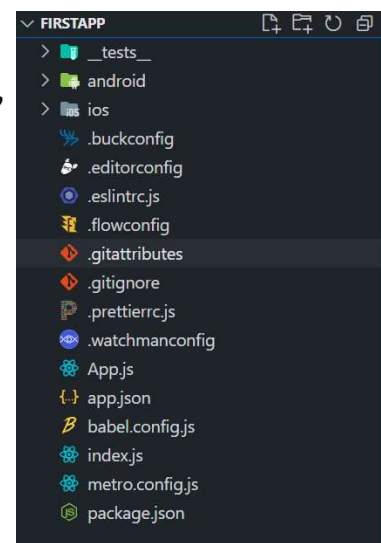 FIRSTAPP
__tests__
android
ios
.buckconfig
.editorconfig
.eslintrc.js
.flowconfig
.gitattributes
.gitignore
.prettierrc.js
.watchmanconfig
App.js
app.json
babel.config.js
index.js
metro.config.js
package.json